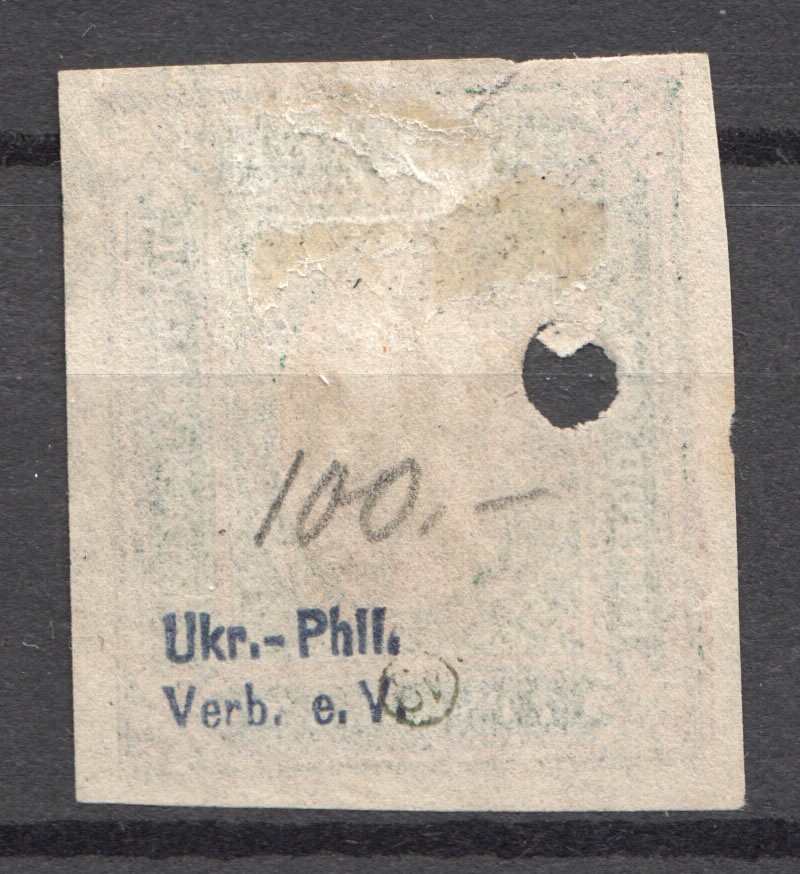 100.-
Ukr.-Phil.
Verb. e. V.